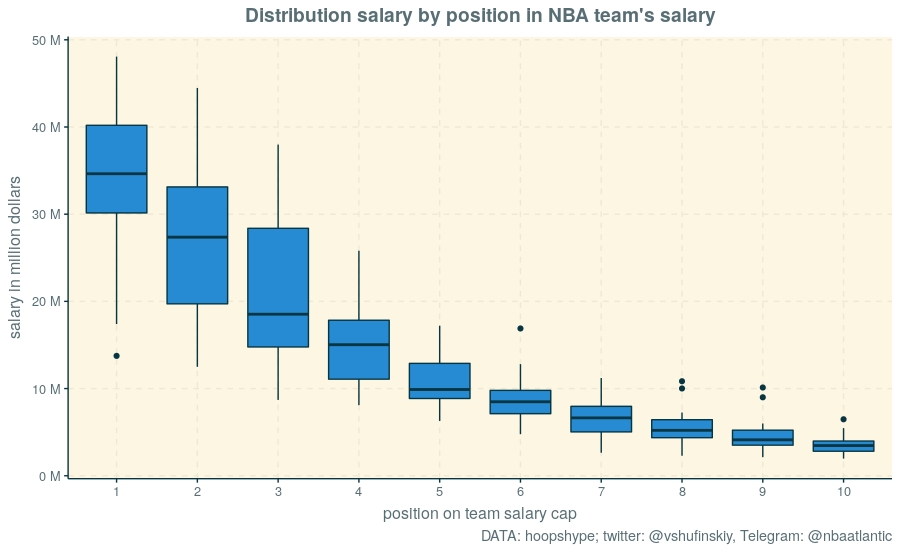 Distribution salary by position in NBA team's salary
50 M
40 M
30 M
20 M
10 M
0 M
salary in million dollars
1 2 3 4 5 6 7 8 9 10
position on team salary cap
DATA: hoopshype; twitter: @vshufinskiy, Telegram: @nbaatlantic